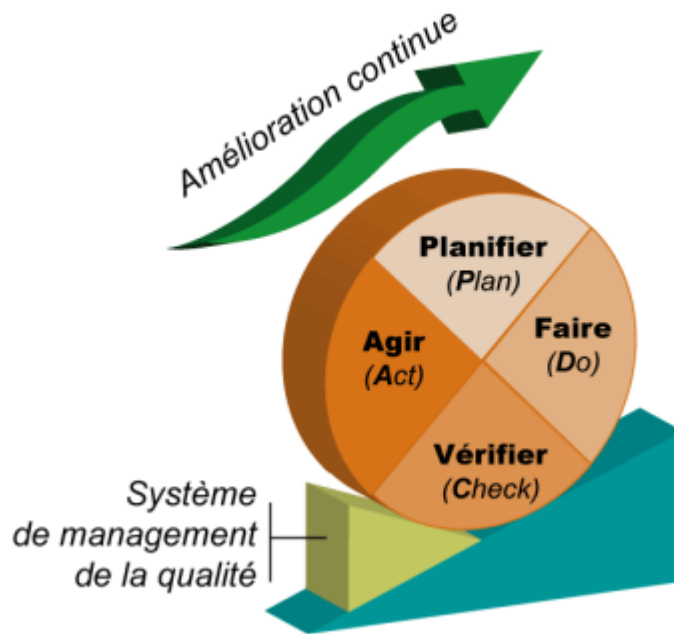 Amélioration continue
Planifier
(Plan)
Faire
(Do)
Agir
(Act)
Vérifier
(Check)
Système
de management
de la qualité